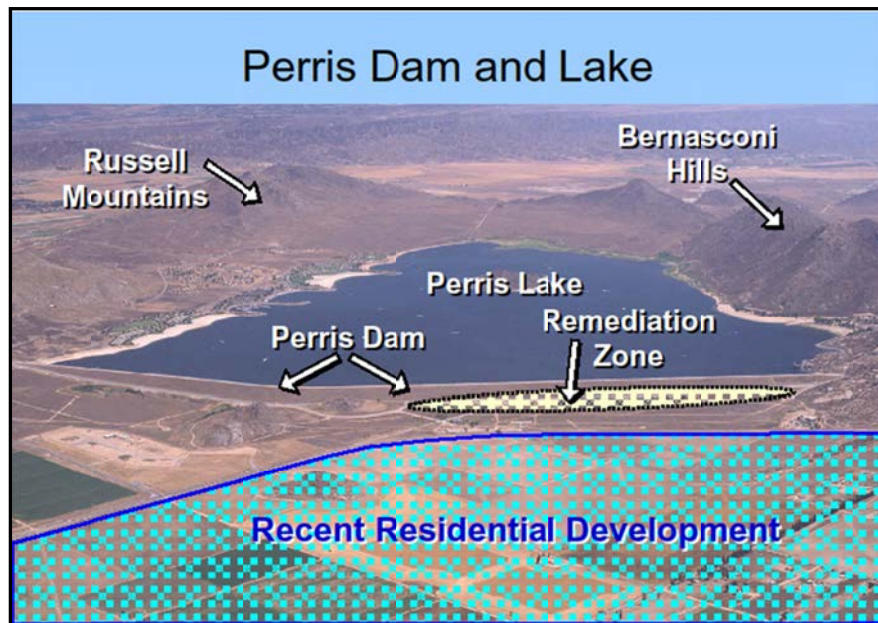 Perris Dam and Lake
Russell
Mountains
Bernasconi
Hills
Perris Lake
Remediation
Zone
Perris Dam
Recent Residential Development